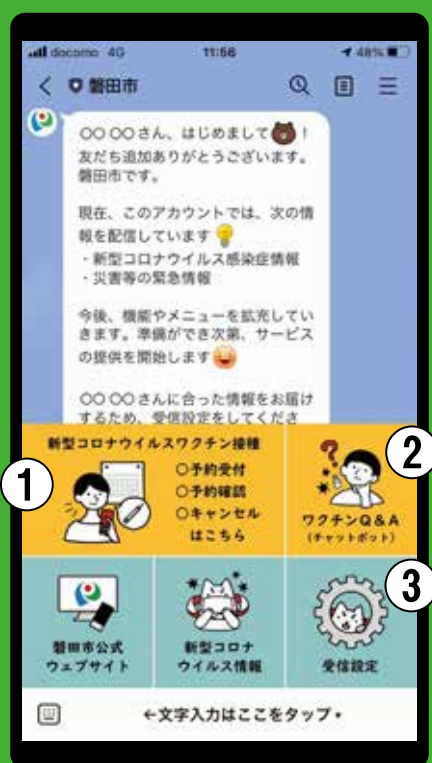 docomo 4G 11:56 48%
磐田市
〇〇 〇〇さん、はじめまして！
友だち追加ありがとうございます。
磐田市です。
現在、このアカウントでは、次の情
報を配信しています
・新型コロナウイルス感染症情報
・災害等の緊急情報
今後、機能やメニューを拡充してい
きます。準備ができ次第、サービス
の提供を開始します
〇〇 〇〇さんに合った情報をお届け
するため、受信設定をしてくださ
新型コロナウイルスワクチン接種
①
〇予約受付
〇予約確認
〇キャンセル
はこちら
②
ワクチンQ&A
(チャットボット)
磐田市公式
ウェブサイト
新型コロナ
ウイルス情報
③
受信設定
←文字入力はここをタップ・